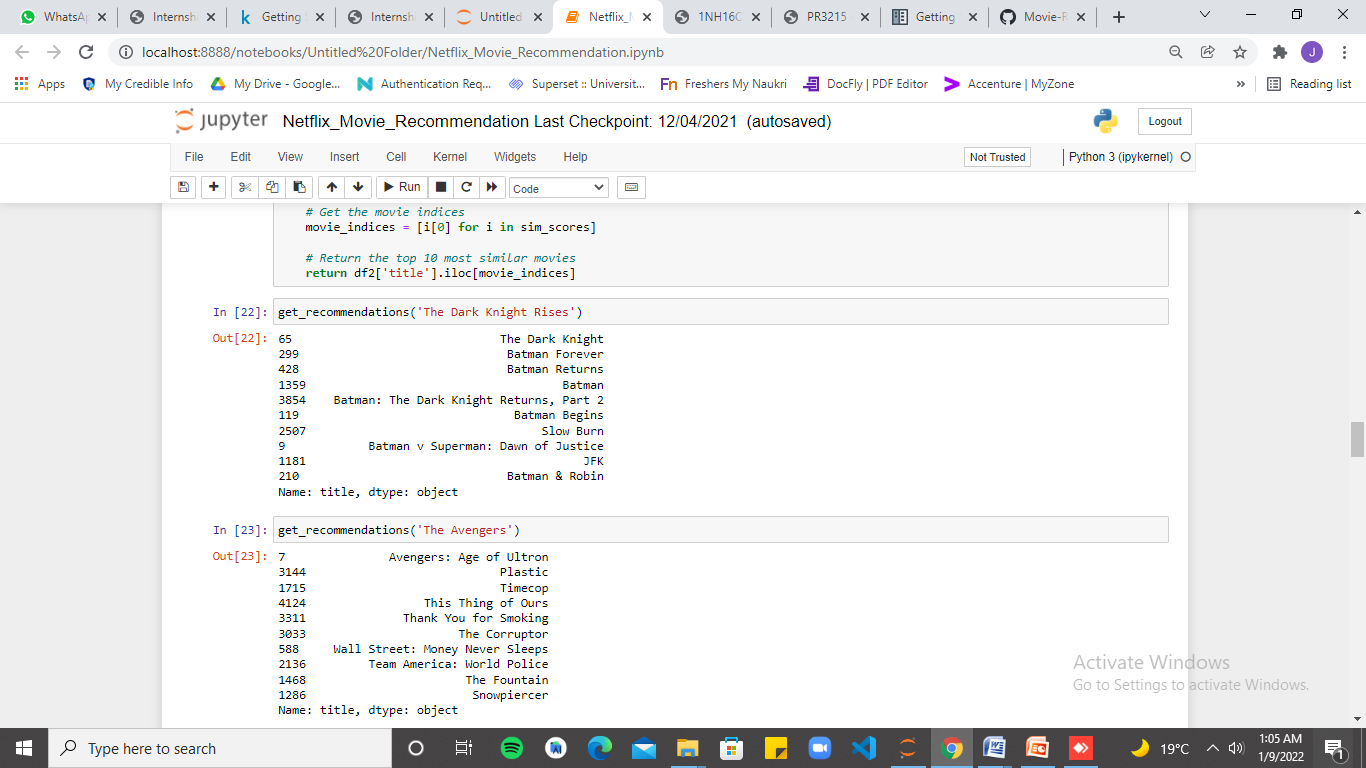 WhatsAp
Internsh
Getting
Internsh
Untitled
Netflix_M
1NH16C
PR3215
Getting
Movie-R
localhost:8888/notebooks/Untitled%20Folder/Netflix_Movie_Recommendation.ipynb
J
Apps My Credible Info My Drive - Google... Authentication Req... Superset :: Universit... Fn Freshers My Naukri DocFly | PDF Editor Accenture | MyZone » Reading list
jupyter Netflix_Movie_Recommendation Last Checkpoint: 12/04/2021 (autosaved) Logout
File Edit View Insert Cell Kernel Widgets Help Not Trusted Python 3 (ipykernel)
Run Code
# Get the movie indices
movie_indices = [i[0] for i in sim_scores]
# Return the top 10 most similar movies
return df2['title'].iloc[movie_indices]
In [22]: get_recommendations('The Dark Knight Rises')
Out[22]: 65 The Dark Knight
299 Batman Forever
428 Batman Returns
1359 Batman
3854 Batman: The Dark Knight Returns, Part 2
119 Batman Begins
2507 Slow Burn
9 Batman v Superman: Dawn of Justice
1181 JFK
210 Batman & Robin
Name: title, dtype: object
In [23]: get_recommendations('The Avengers')
Out[23]: 7 Avengers: Age of Ultron
3144 Plastic
1715 Timecop
4124 This Thing of Ours
3311 Thank You for Smoking
3033 The Corruptor
588 Wall Street: Money Never Sleeps
2136 Team America: World Police
1468 The Fountain
1286 Snowpiercer
Name: title, dtype: object
Activate Windows
Go to Settings to activate Windows.
Type here to search
19°C
1:05 AM
1/9/2022
1